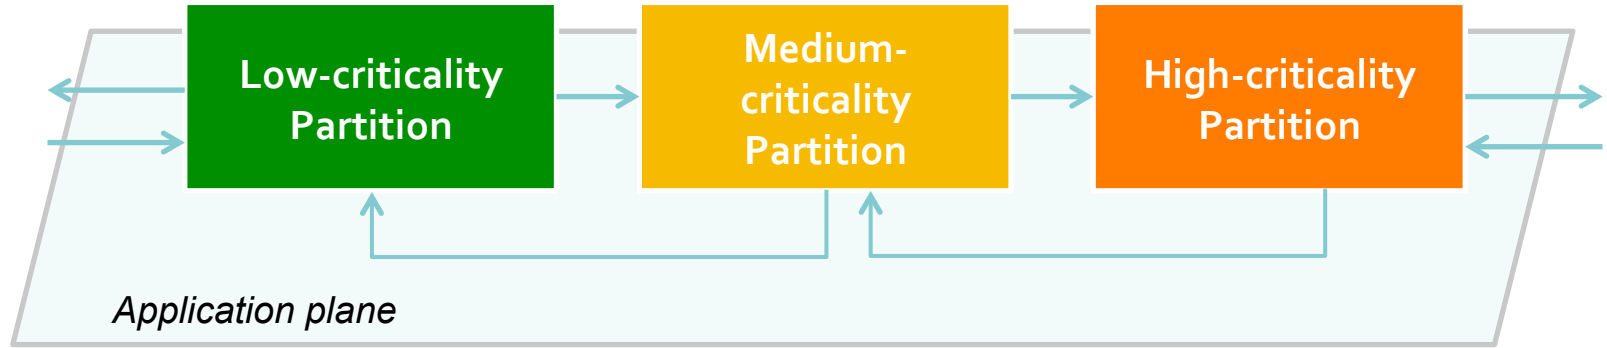 Low-criticality
Partition
Medium-
criticality
Partition
High-criticality
Partition
Application plane